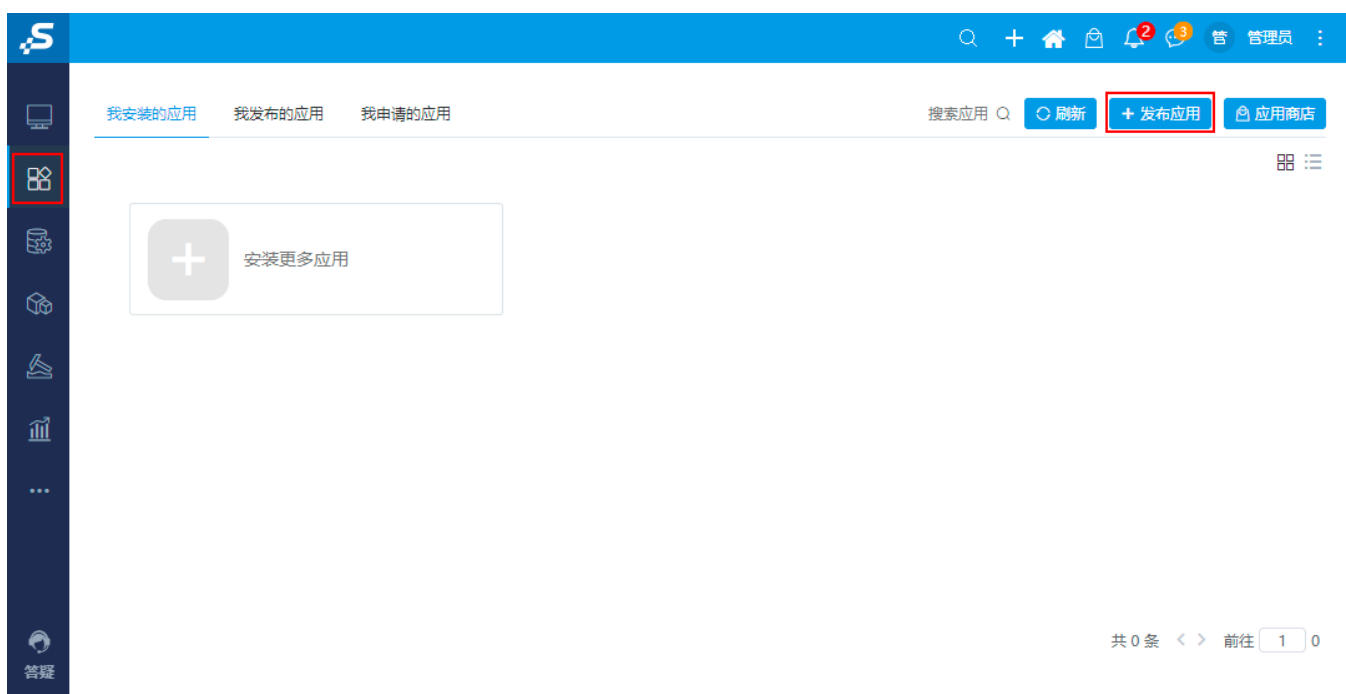 S
2 3 管 管理员
我安装的应用 我发布的应用 我申请的应用 搜索应用 刷新 + 发布应用 应用商店
安装更多应用
共 0 条 < > 前往 1 0
答疑